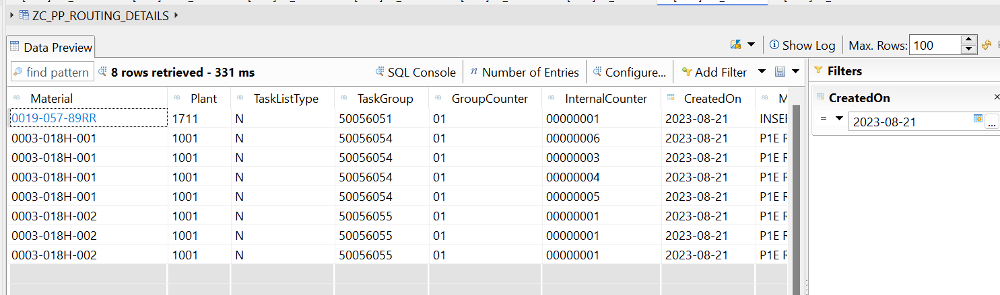 ZC_PP_ROUTING_DETAILS
Data Preview
Show Log Max. Rows: 100
find pattern 8 rows retrieved - 331 ms SQL Console Number of Entries Configure... Add Filter
Filters
Material Plant TaskListType TaskGroup GroupCounter InternalCounter CreatedOn M
0019-057-89RR 1711 N 50056051 01 00000001 2023-08-21 INSER
0003-018H-001 1001 N 50056054 01 00000006 2023-08-21 P1E R
0003-018H-001 1001 N 50056054 01 00000003 2023-08-21 P1E R
0003-018H-001 1001 N 50056054 01 00000004 2023-08-21 P1E R
0003-018H-001 1001 N 50056054 01 00000005 2023-08-21 P1E R
0003-018H-002 1001 N 50056055 01 00000001 2023-08-21 P1E R
0003-018H-002 1001 N 50056055 01 00000001 2023-08-21 P1E R
0003-018H-002 1001 N 50056055 01 00000001 2023-08-21 P1E R
CreatedOn
= 2023-08-21 ...